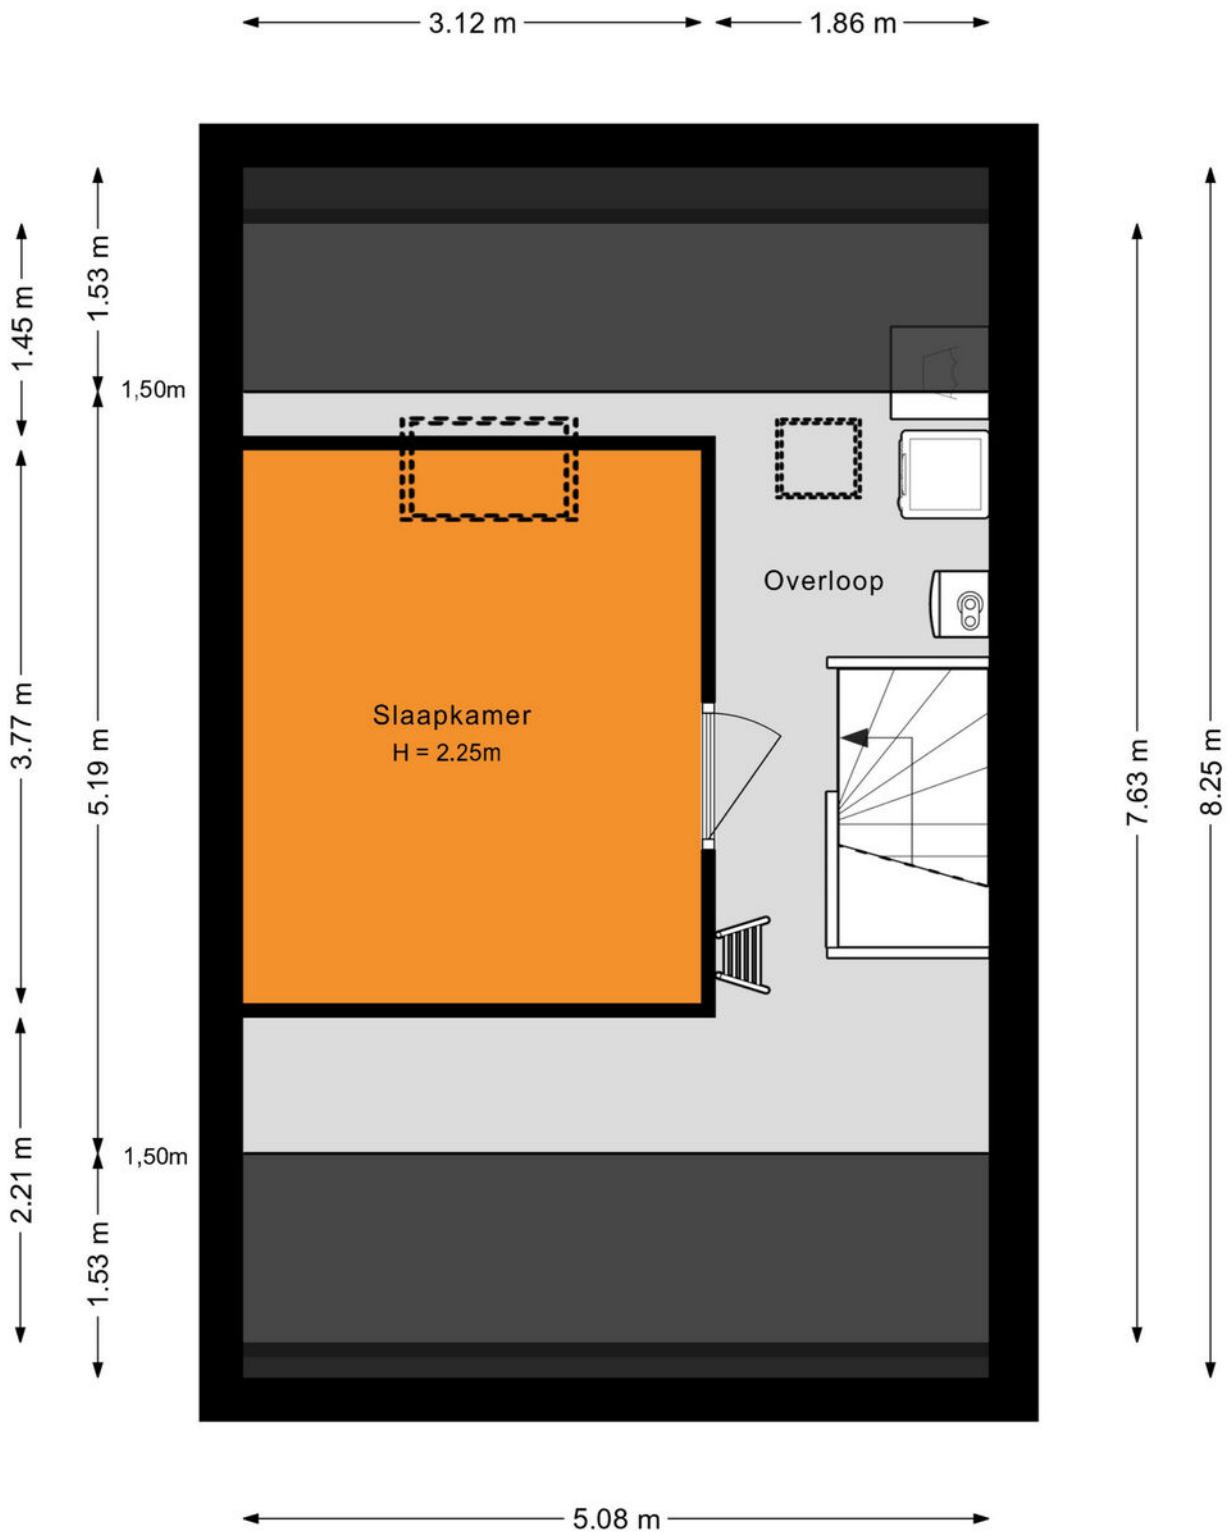 3.12 m
1.86 m
1.53 m
1.45 m
1,50m
Overloop
Slaapkamer
H = 2.25m
3.77 m
5.19 m
7.63 m
8.25 m
1,50m
2.21 m
1.53 m
5.08 m